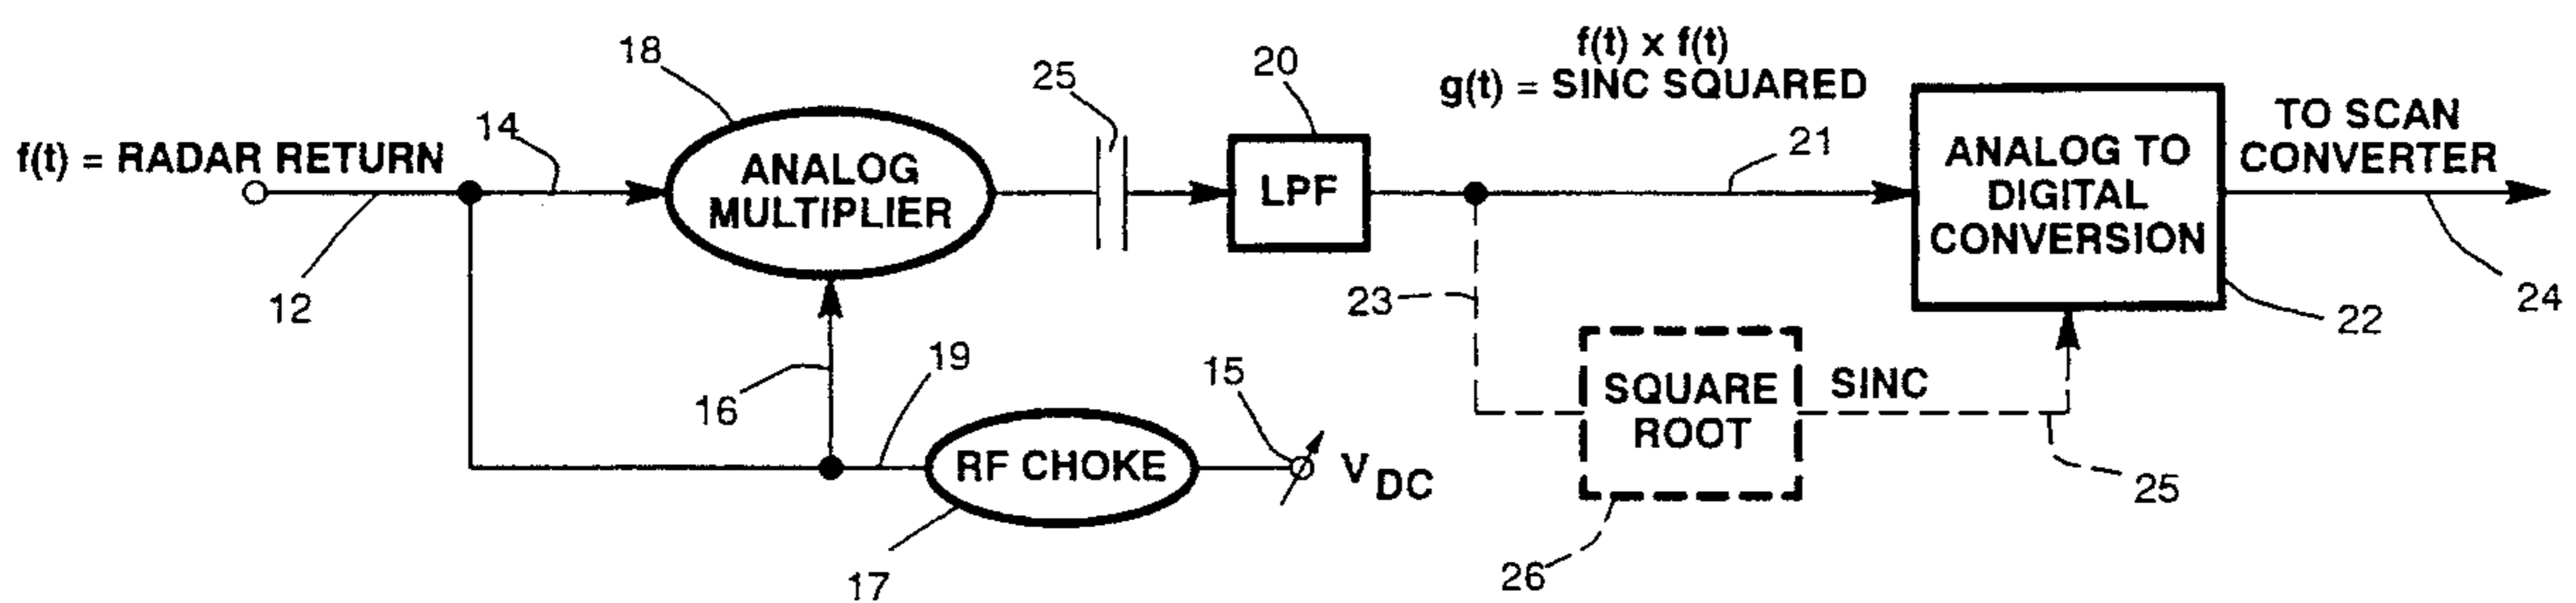 f(t) = RADAR RETURN
12
14
18
ANALOG
MULTIPLIER
16
19
RF CHOKE
17
15
V DC
25
20
LPF
f(t) x f(t)
g(t) = SINC SQUARED
21
23
SQUARE
ROOT
26
SINC
25
ANALOG TO
DIGITAL
CONVERSION
22
TO SCAN
CONVERTER
24